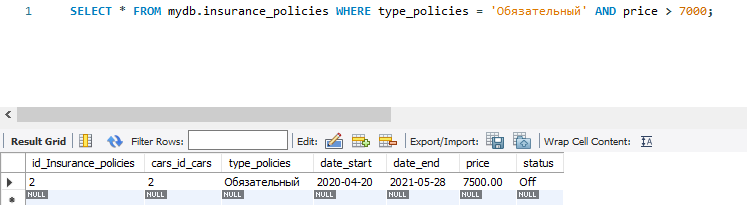 1 SELECT * FROM mydb.insurance_policies WHERE type_policies = 'Обязательный' AND price > 7000;
Result Grid Filter Rows: Edit: Export/Import: Wrap Cell Content:
id_Insurance_policies cars_id_cars type_policies date_start date_end price status
2 2 Обязательный 2020-04-20 2021-05-28 7500.00 Off
NULL NULL NULL NULL NULL NULL NULL